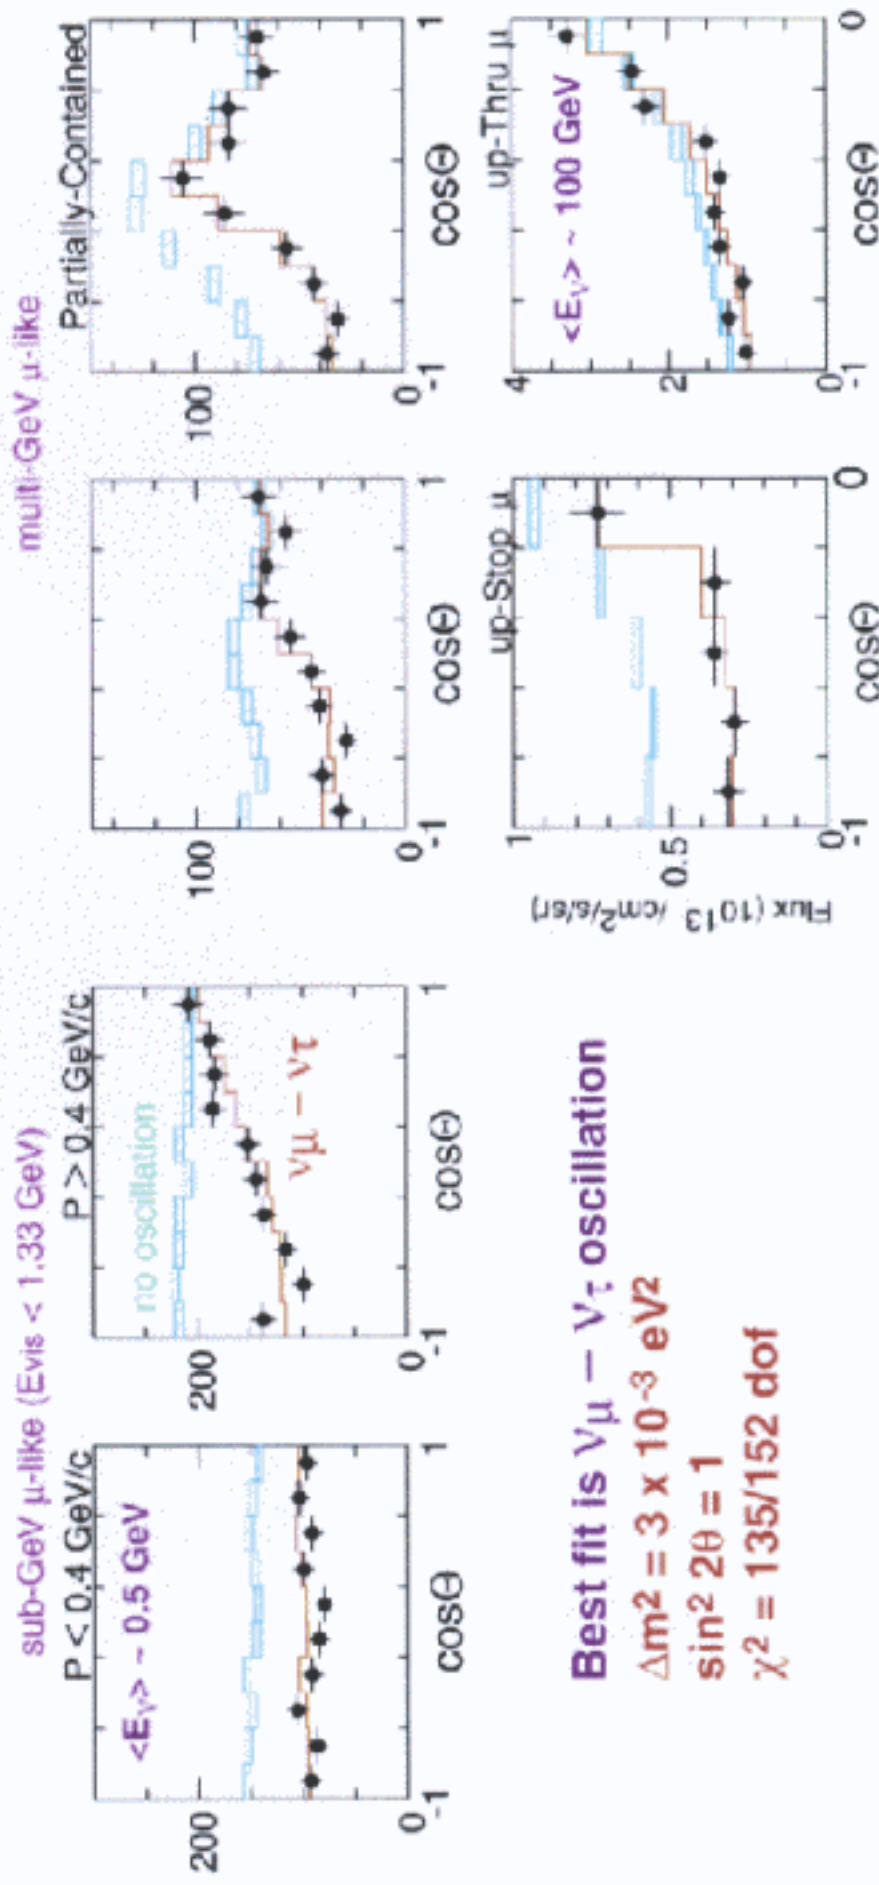 sub-GeV μ-like (Evis < 1.33 GeV)
multi-GeV μ-like
P < 0.4 GeV/c
P > 0.4 GeV/c
Partially-Contained
<Eν> ~ 0.5 GeV
no oscillation
νμ − ντ
200
0
-1
1
cosΘ
200
0
-1
1
cosΘ
100
0
-1
1
cosΘ
100
0
-1
1
cosΘ
Best fit is νμ − ντ oscillation
Δm² = 3 x 10⁻³ eV²
sin² 2θ = 1
χ² = 135/152 dof
up-Stop μ
Flux (10¹³ /cm²/s/sr)
1
0.5
0
-1
0
cosΘ
up-Thru μ
<Eν> ~ 100 GeV
4
2
0
-1
0
cosΘ